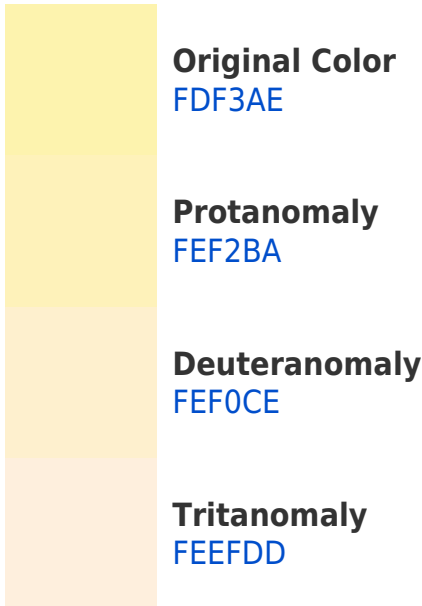 Original Color
FDF3AE
Protanomaly
FEF2BA
Deuteranomaly
FEF0CE
Tritanomaly
FEEFDD